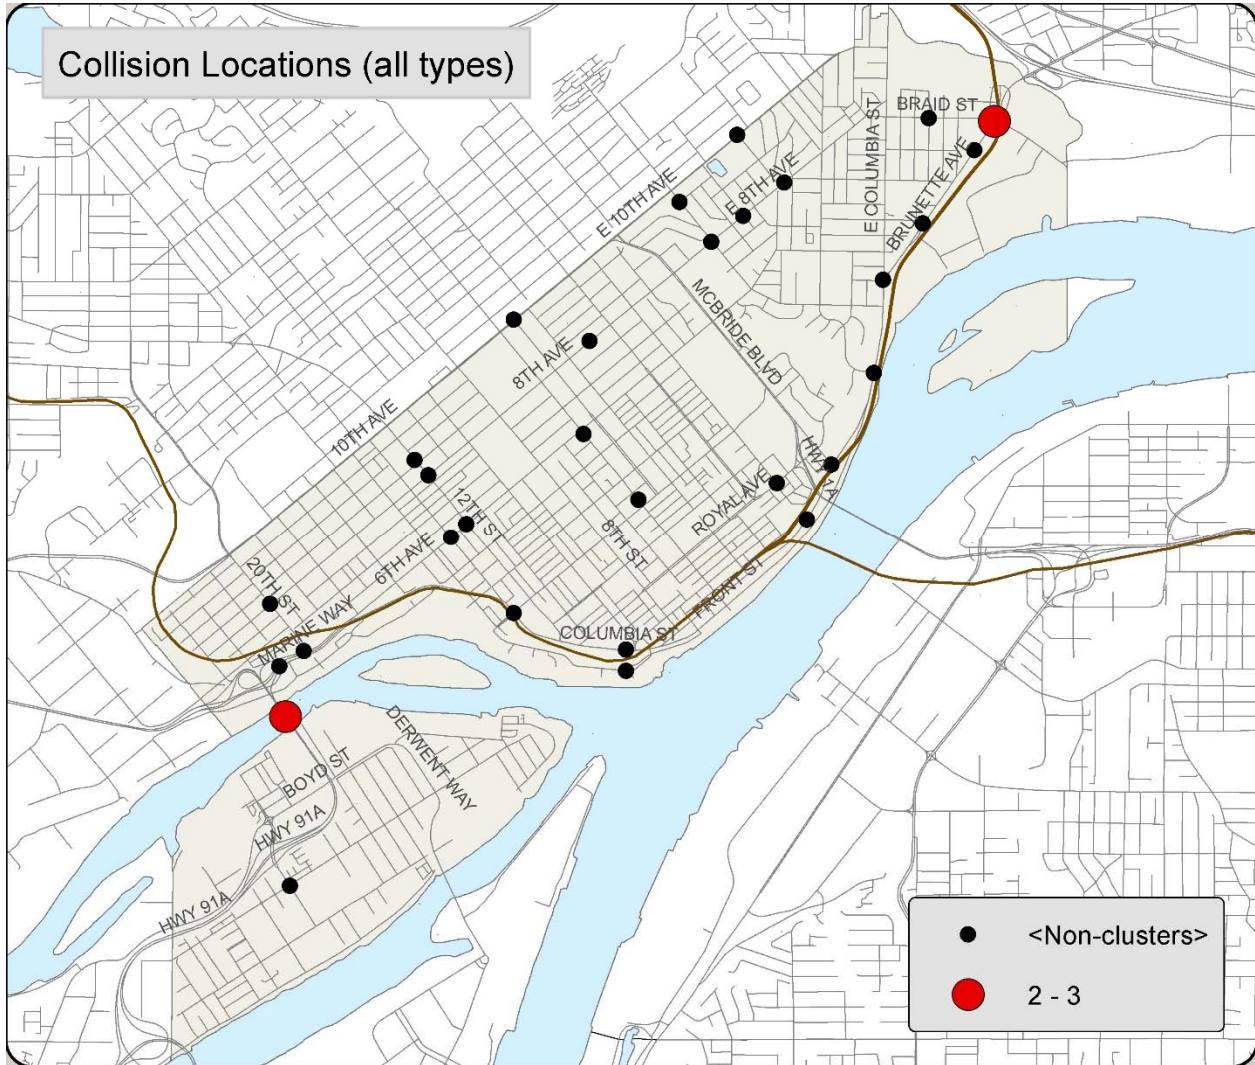 Collision Locations (all types)
BRAID ST
E COLUMBIA ST
BRUNETTE AVE
E 8TH AVE
E 10TH AVE
MCBRIDE BLVD
8TH AVE
10TH AVE
HWY 1A
ROYAL AVE
12TH ST
8TH ST
6TH AVE
20TH ST
FRONT ST
MARINE WAY
COLUMBIA ST
DERWENT WAY
BOYD ST
HWY 91A
HWY 91A
<Non-clusters>
2 - 3